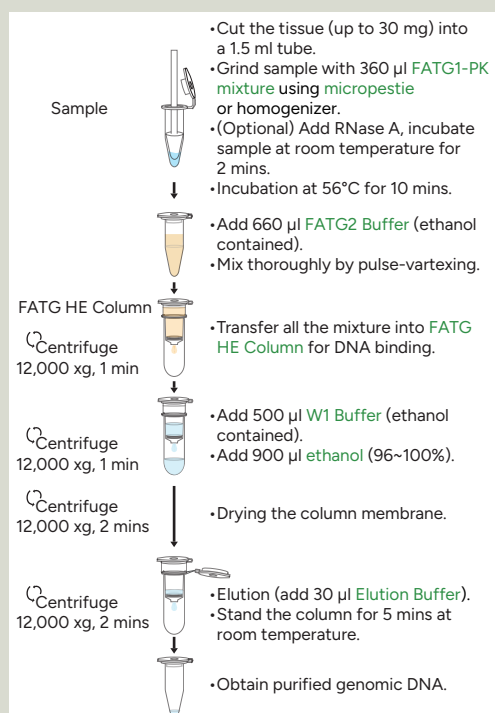 •Cut the tissue (up to 30 mg) into
a 1.5 ml tube.
•Grind sample with 360 µl FATG1-PK
mixture using micropestie
or homogenizer.
Sample
•(Optional) Add RNase A, incubate
sample at room temperature for
2 mins.
•Incubation at 56°C for 10 mins.
•Add 660 µl FATG2 Buffer (ethanol
contained).
•Mix thoroughly by pulse-vartexing.
FATG HE Column
Centrifuge
12,000 xg, 1 min
•Transfer all the mixture into FATG
HE Column for DNA binding.
Centrifuge
12,000 xg, 1 min
•Add 500 µl W1 Buffer (ethanol
contained).
•Add 900 µl ethanol (96~100%).
Centrifuge
12,000 xg, 2 mins
•Drying the column membrane.
Centrifuge
12,000 xg, 2 mins
•Elution (add 30 µl Elution Buffer).
•Stand the column for 5 mins at
room temperature.
•Obtain purified genomic DNA.